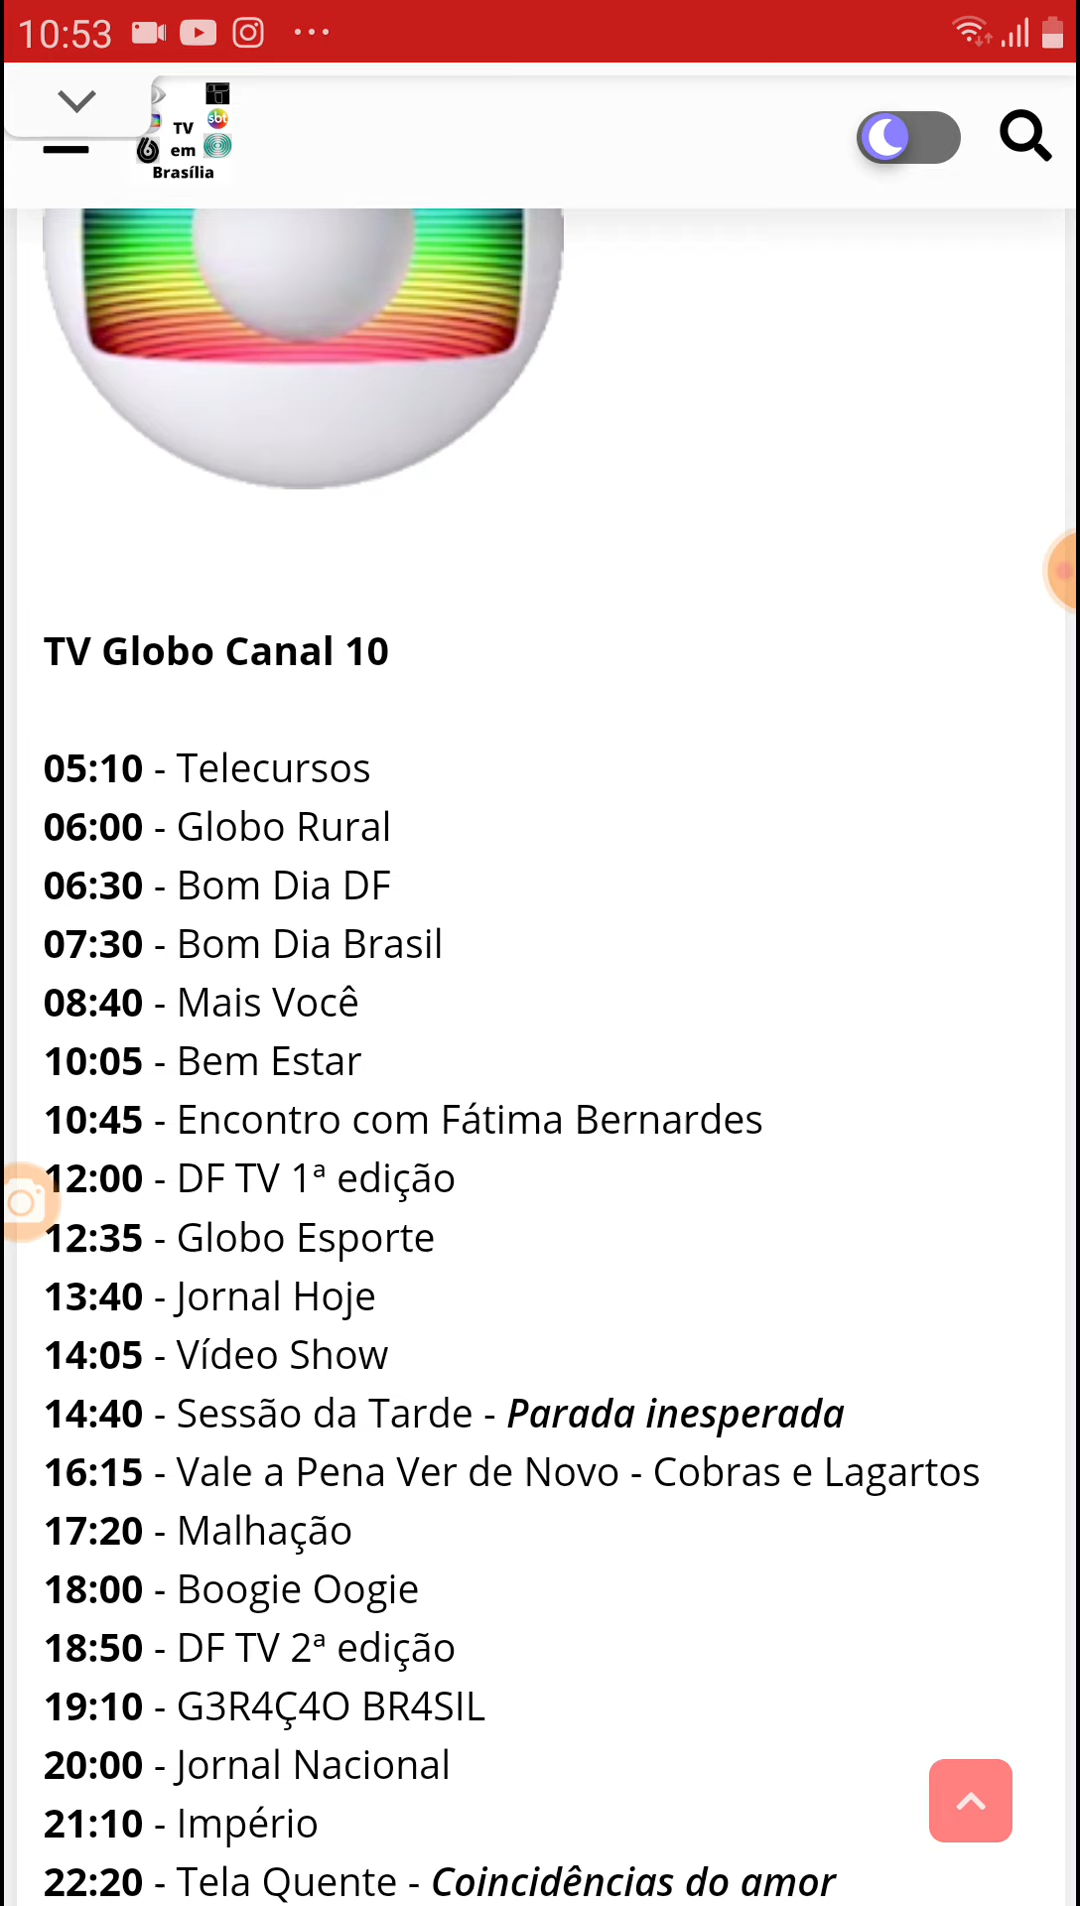 10:53
sbt
TV
em
Brasília
TV Globo Canal 10
05:10 - Telecursos
06:00 - Globo Rural
06:30 - Bom Dia DF
07:30 - Bom Dia Brasil
08:40 - Mais Você
10:05 - Bem Estar
10:45 - Encontro com Fátima Bernardes
12:00 - DF TV 1ª edição
12:35 - Globo Esporte
13:40 - Jornal Hoje
14:05 - Vídeo Show
14:40 - Sessão da Tarde - Parada inesperada
16:15 - Vale a Pena Ver de Novo - Cobras e Lagartos
17:20 - Malhação
18:00 - Boogie Oogie
18:50 - DF TV 2ª edição
19:10 - G3R4Ç4O BR4SIL
20:00 - Jornal Nacional
21:10 - Império
22:20 - Tela Quente - Coincidências do amor